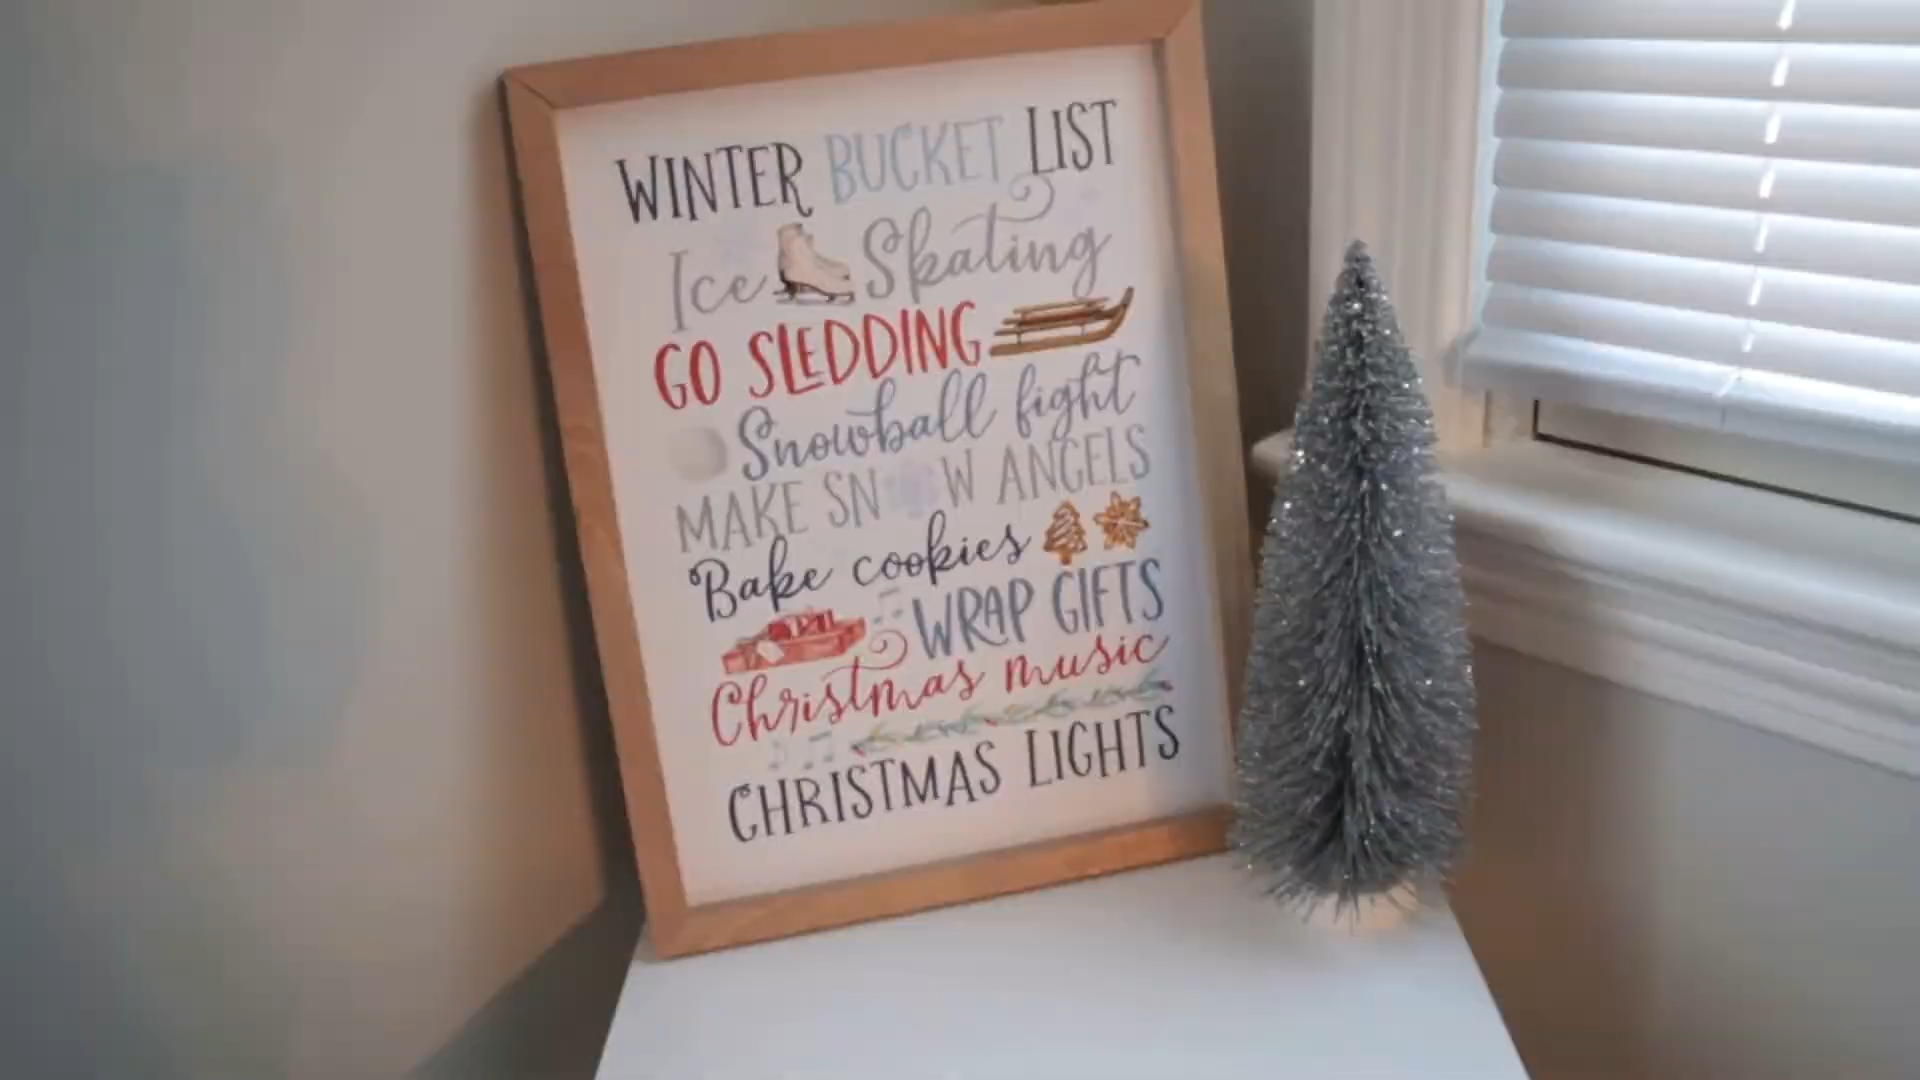 WINTER BUCKET LIST
Ice Skating
GO SLEDDING
Snowball fight
MAKE SNOW ANGELS
Bake cookies
WRAP GIFTS
Christmas music
CHRISTMAS LIGHTS